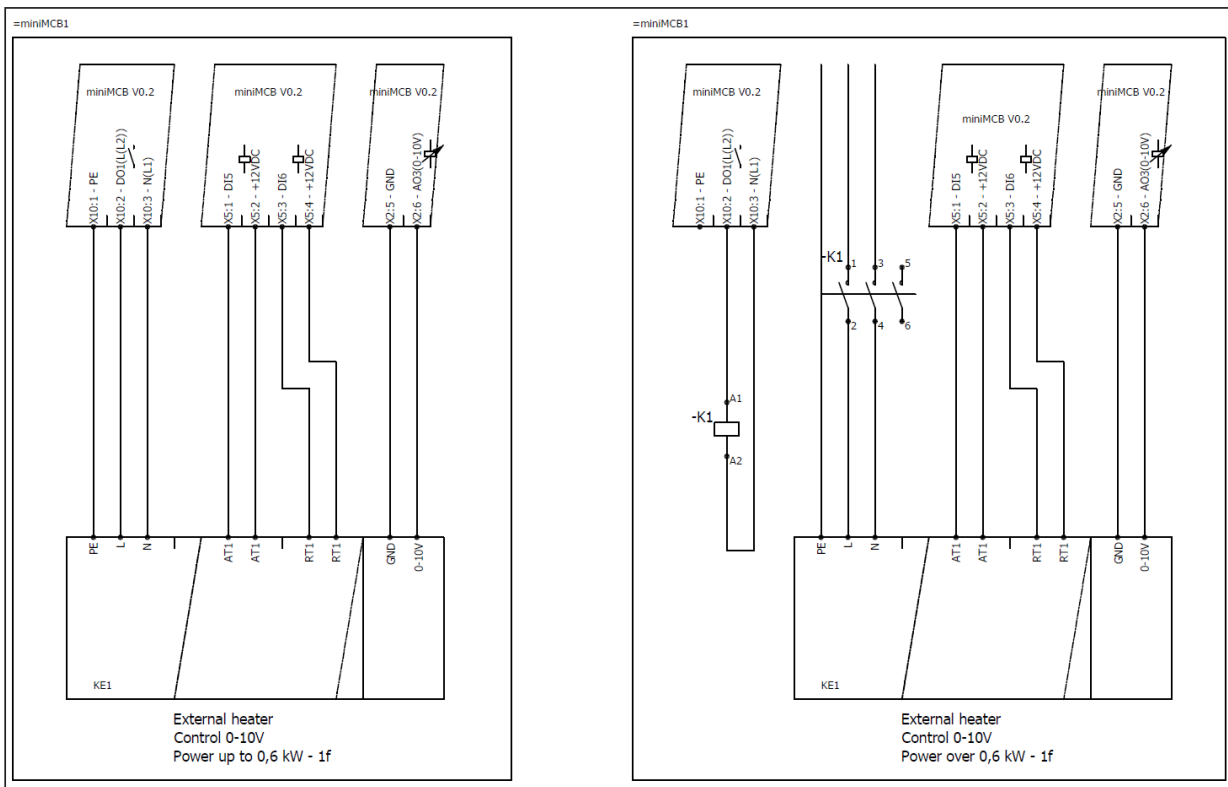 =miniMCB1
miniMCB V0.2
miniMCB V0.2
miniMCB V0.2
X10:1 - PE
X10:2 - DO1(L(L2))
X10:3 - N(L1)
X5:1 - DI5
X5:2 - +12VDC
X5:3 - DI6
X5:4 - +12VDC
X2:5 - GND
X2:6 - AO3(0-10V)
PE
L
N
AT1
AT1
RT1
RT1
GND
0-10V
KE1
External heater
Control 0-10V
Power up to 0,6 kW - 1f
=miniMCB1
miniMCB V0.2
miniMCB V0.2
miniMCB V0.2
X10:1 - PE
X10:2 - DO1(L(L2))
X10:3 - N(L1)
X5:1 - DI5
X5:2 - +12VDC
X5:3 - DI6
X5:4 - +12VDC
X2:5 - GND
X2:6 - AO3(0-10V)
-K1
1
3
5
2
4
6
-K1
A1
A2
PE
L
N
AT1
AT1
RT1
RT1
GND
0-10V
KE1
External heater
Control 0-10V
Power over 0,6 kW - 1f